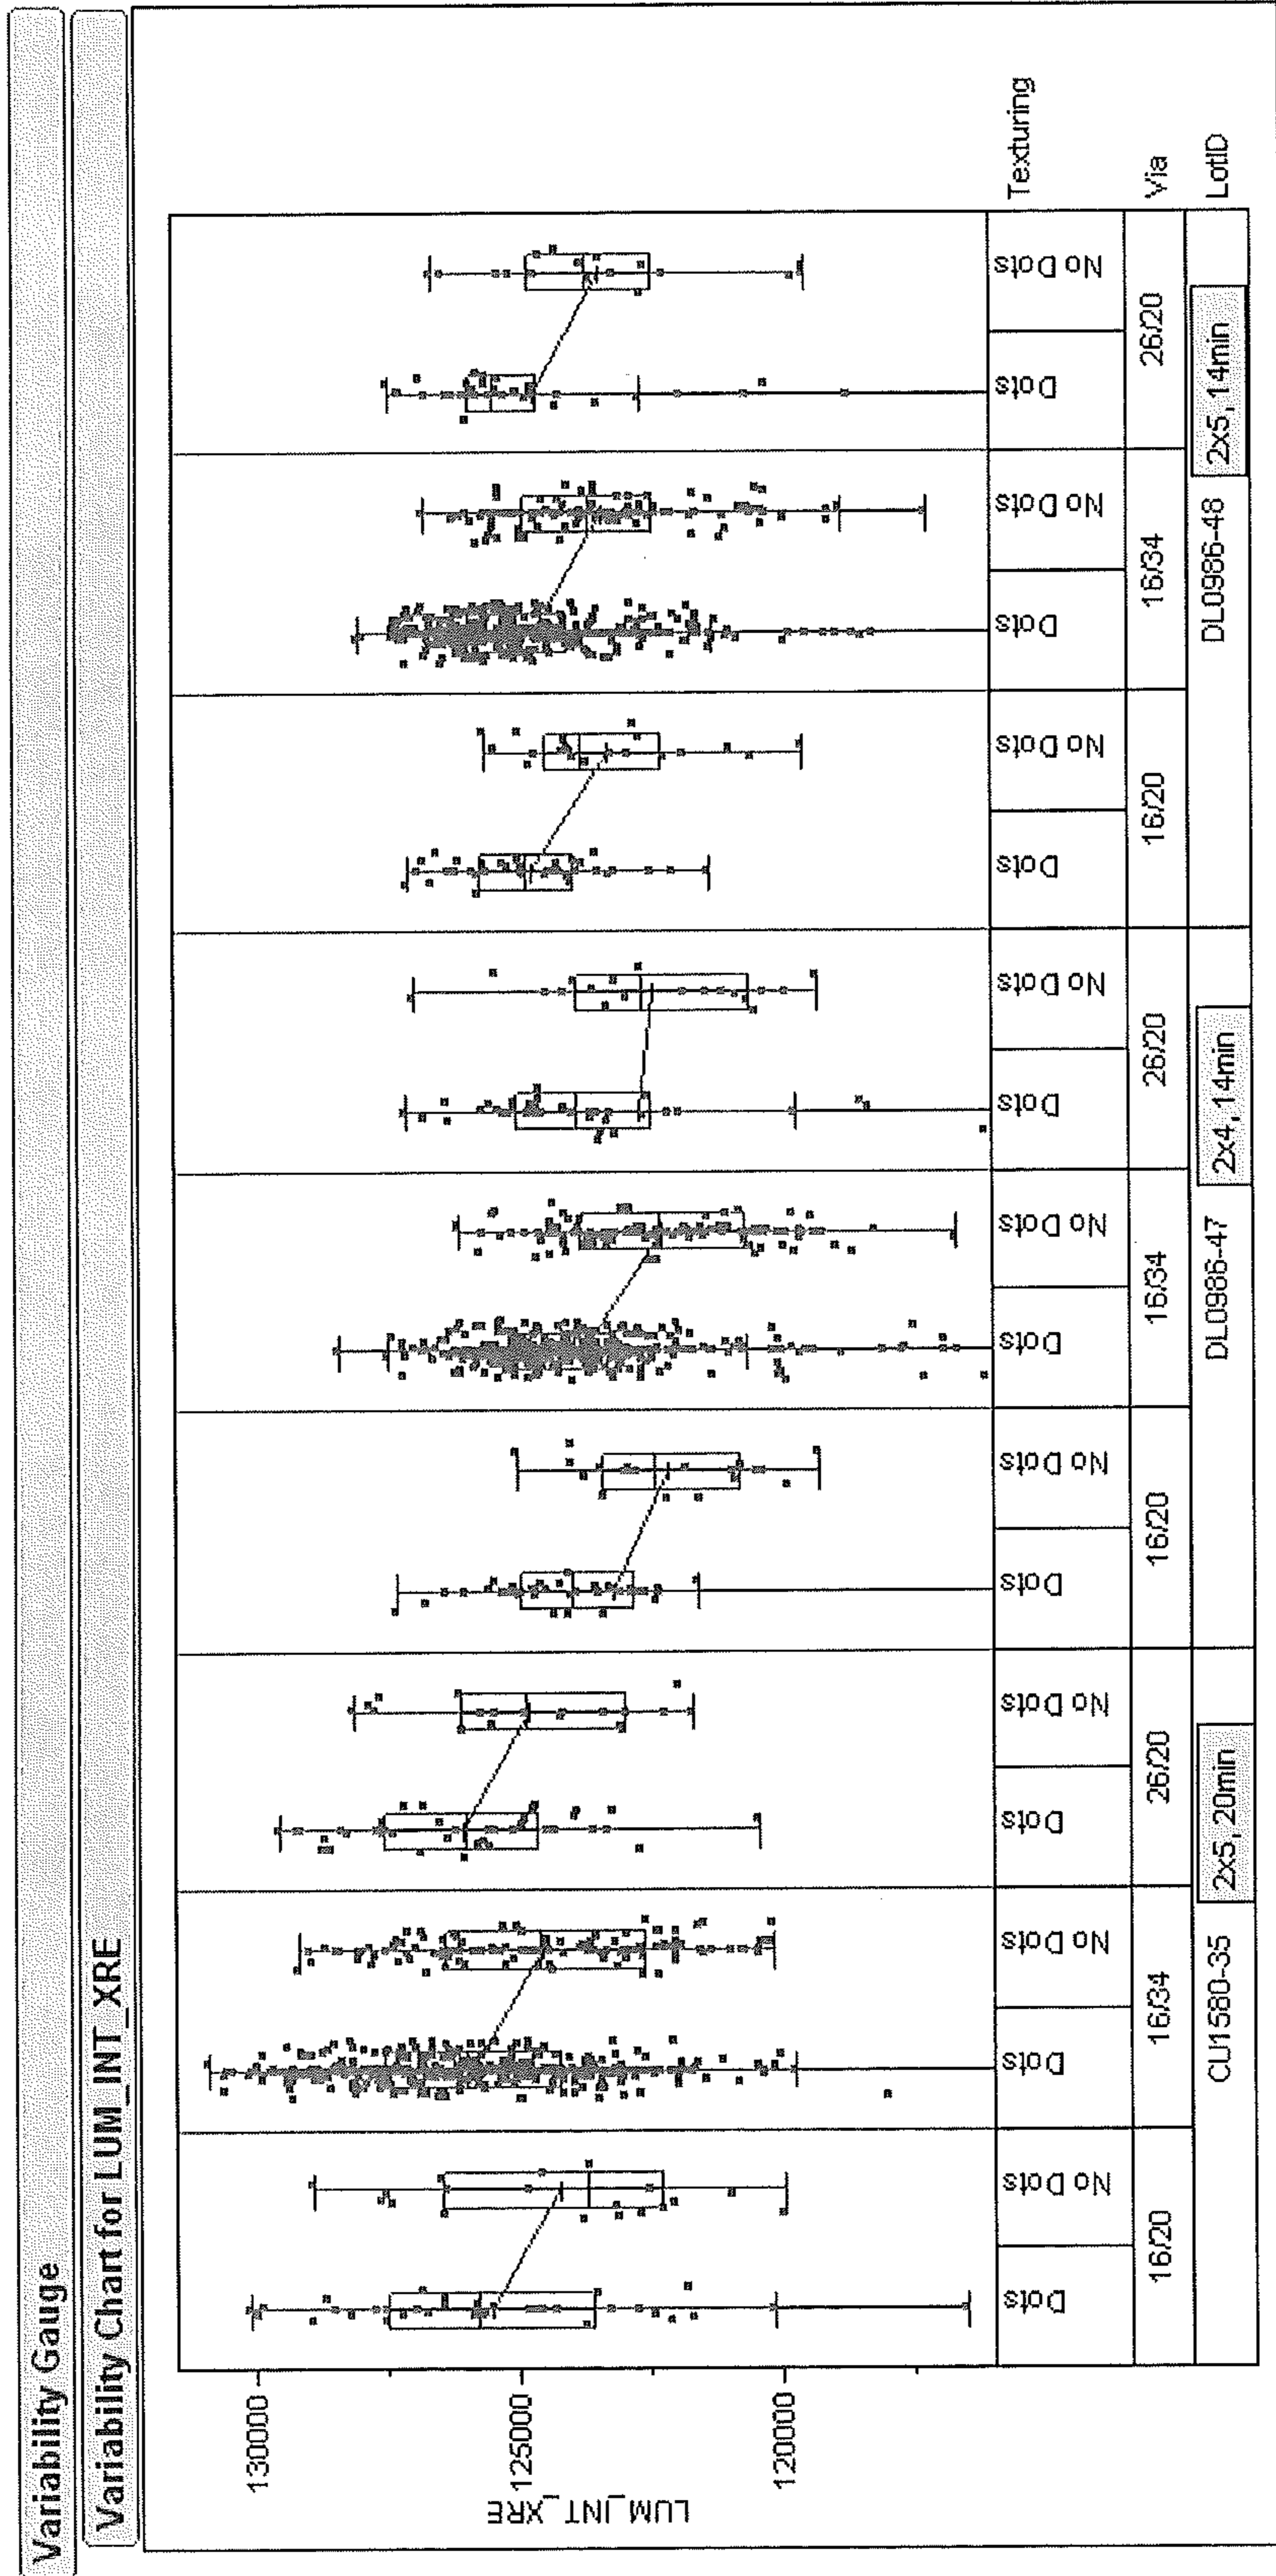 Variability Gauge
Variability Chart for LUM_INT_XRE
LUM_INT_XRE
130000
125000
120000
Dots No Dots Dots No Dots Dots No Dots Dots No Dots Dots No Dots Dots No Dots Dots No Dots Dots No Dots Dots No Dots Texturing
16/20 16/34 26/20 16/20 16/34 26/20 16/20 16/34 26/20 Via
CU1580-35 2x5, 20min DL0986-47 2x4, 14min DL0986-48 2x5, 14min LotID